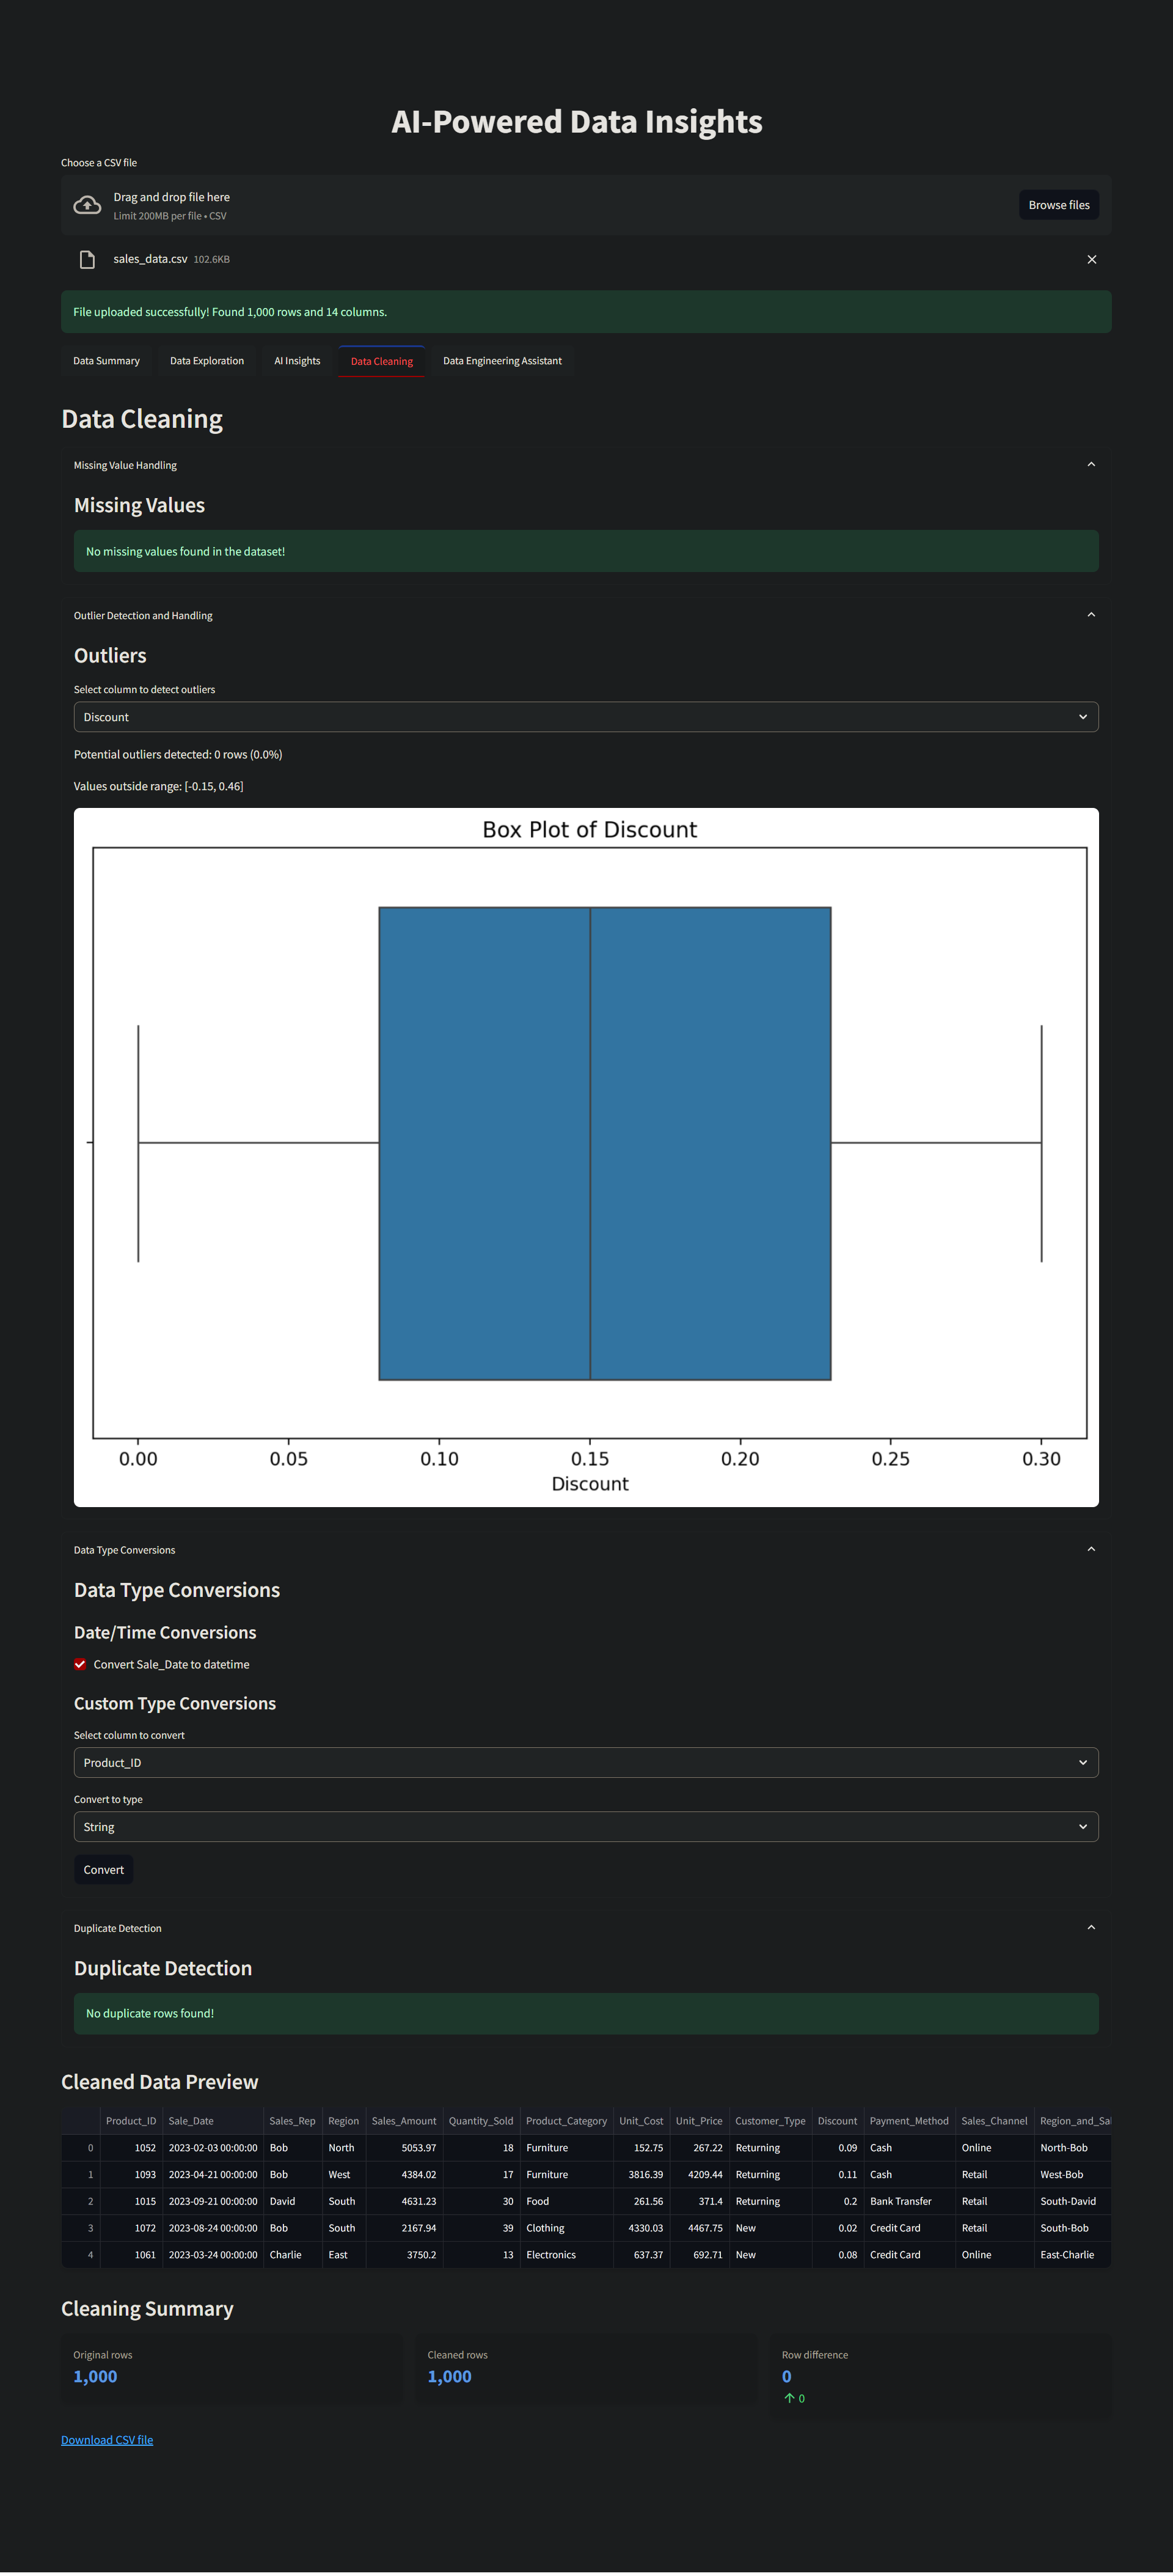 AI-Powered Data Insights
Choose a CSV file
Drag and drop file here
Limit 200MB per file • CSV
Browse files
sales_data.csv 102.6KB
File uploaded successfully! Found 1,000 rows and 14 columns.
Data Summary Data Exploration AI Insights Data Cleaning Data Engineering Assistant
Data Cleaning
Missing Value Handling
Missing Values
No missing values found in the dataset!
Outlier Detection and Handling
Outliers
Select column to detect outliers
Discount
Potential outliers detected: 0 rows (0.0%)
Values outside range: [-0.15, 0.46]
Box Plot of Discount
0.00 0.05 0.10 0.15 0.20 0.25 0.30
Discount
Data Type Conversions
Data Type Conversions
Date/Time Conversions
Convert Sale_Date to datetime
Custom Type Conversions
Select column to convert
Product_ID
Convert to type
String
Convert
Duplicate Detection
Duplicate Detection
No duplicate rows found!
Cleaned Data Preview
Product_ID Sale_Date Sales_Rep Region Sales_Amount Quantity_Sold Product_Category Unit_Cost Unit_Price Customer_Type Discount Payment_Method Sales_Channel Region_and_Sal
0 1052 2023-02-03 00:00:00 Bob North 5053.97 18 Furniture 152.75 267.22 Returning 0.09 Cash Online North-Bob
1 1093 2023-04-21 00:00:00 Bob West 4384.02 17 Furniture 3816.39 4209.44 Returning 0.11 Cash Retail West-Bob
2 1015 2023-09-21 00:00:00 David South 4631.23 30 Food 261.56 371.4 Returning 0.2 Bank Transfer Retail South-David
3 1072 2023-08-24 00:00:00 Bob South 2167.94 39 Clothing 4330.03 4467.75 New 0.02 Credit Card Retail South-Bob
4 1061 2023-03-24 00:00:00 Charlie East 3750.2 13 Electronics 637.37 692.71 New 0.08 Credit Card Online East-Charlie
Cleaning Summary
Original rows Cleaned rows Row difference
1,000 1,000 0
↑ 0
Download CSV file